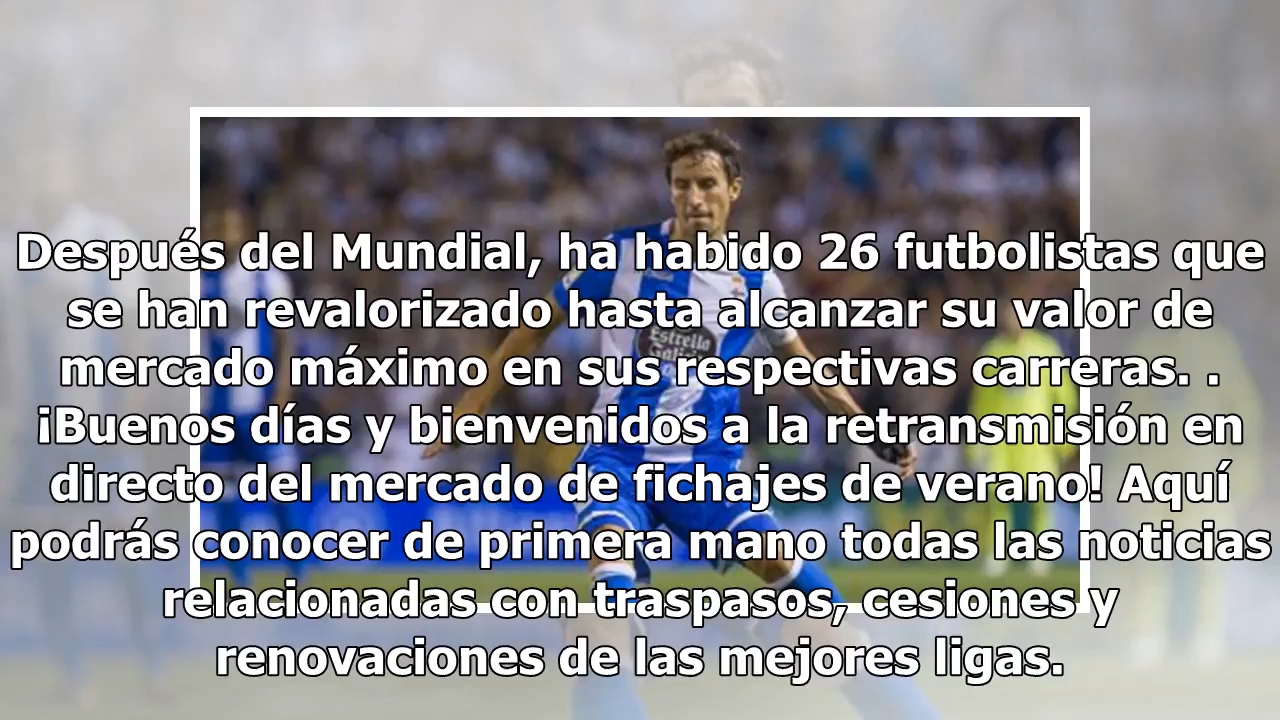 Después del Mundial, ha habido 26 futbolistas que
se han revalorizado hasta alcanzar su valor de
mercado máximo en sus respectivas carreras. .
¡Buenos días y bienvenidos a la retransmisión en
directo del mercado de fichajes de verano! Aquí
podrás conocer de primera mano todas las noticias
relacionadas con traspasos, cesiones y
renovaciones de las mejores ligas.
Estrella
Galicia